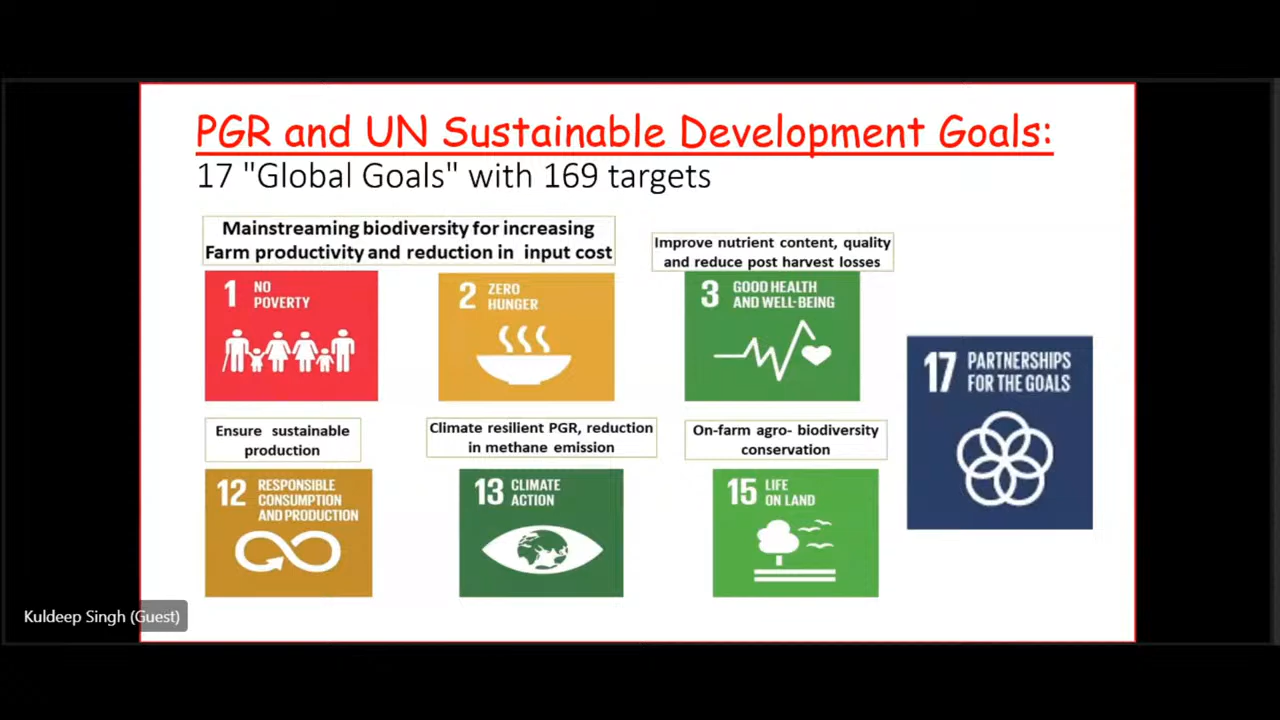 PGR and UN Sustainable Development Goals:
17 "Global Goals" with 169 targets
Mainstreaming biodiversity for increasing
Farm productivity and reduction in input cost
Improve nutrient content, quality
and reduce post harvest losses
1 NO
POVERTY
2 ZERO
HUNGER
3 GOOD HEALTH
AND WELL-BEING
17 PARTNERSHIPS
FOR THE GOALS
Ensure sustainable
production
Climate resilient PGR, reduction
in methane emission
On-farm agro- biodiversity
conservation
12 RESPONSIBLE
CONSUMPTION
AND PRODUCTION
13 CLIMATE
ACTION
15 LIFE
ON LAND
Kuldeep Singh (Guest)